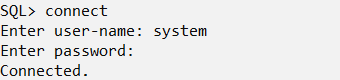 SQL> connect
Enter user-name: system
Enter password:
Connected.